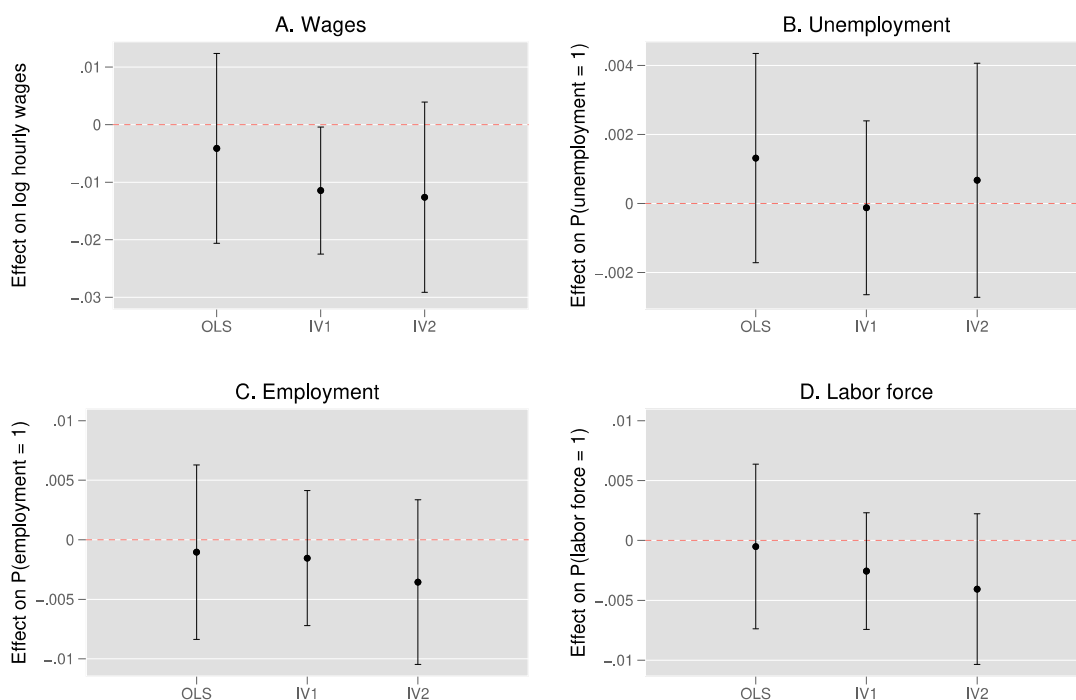 A. Wages
Effect on log hourly wages
.01
0
−.01
−.02
−.03
OLS IV1 IV2
B. Unemployment
Effect on P(unemployment = 1)
.004
.002
0
−.002
OLS IV1 IV2
C. Employment
Effect on P(employment = 1)
.01
.005
0
−.005
−.01
OLS IV1 IV2
D. Labor force
Effect on P(labor force = 1)
.01
.005
0
−.005
−.01
OLS IV1 IV2